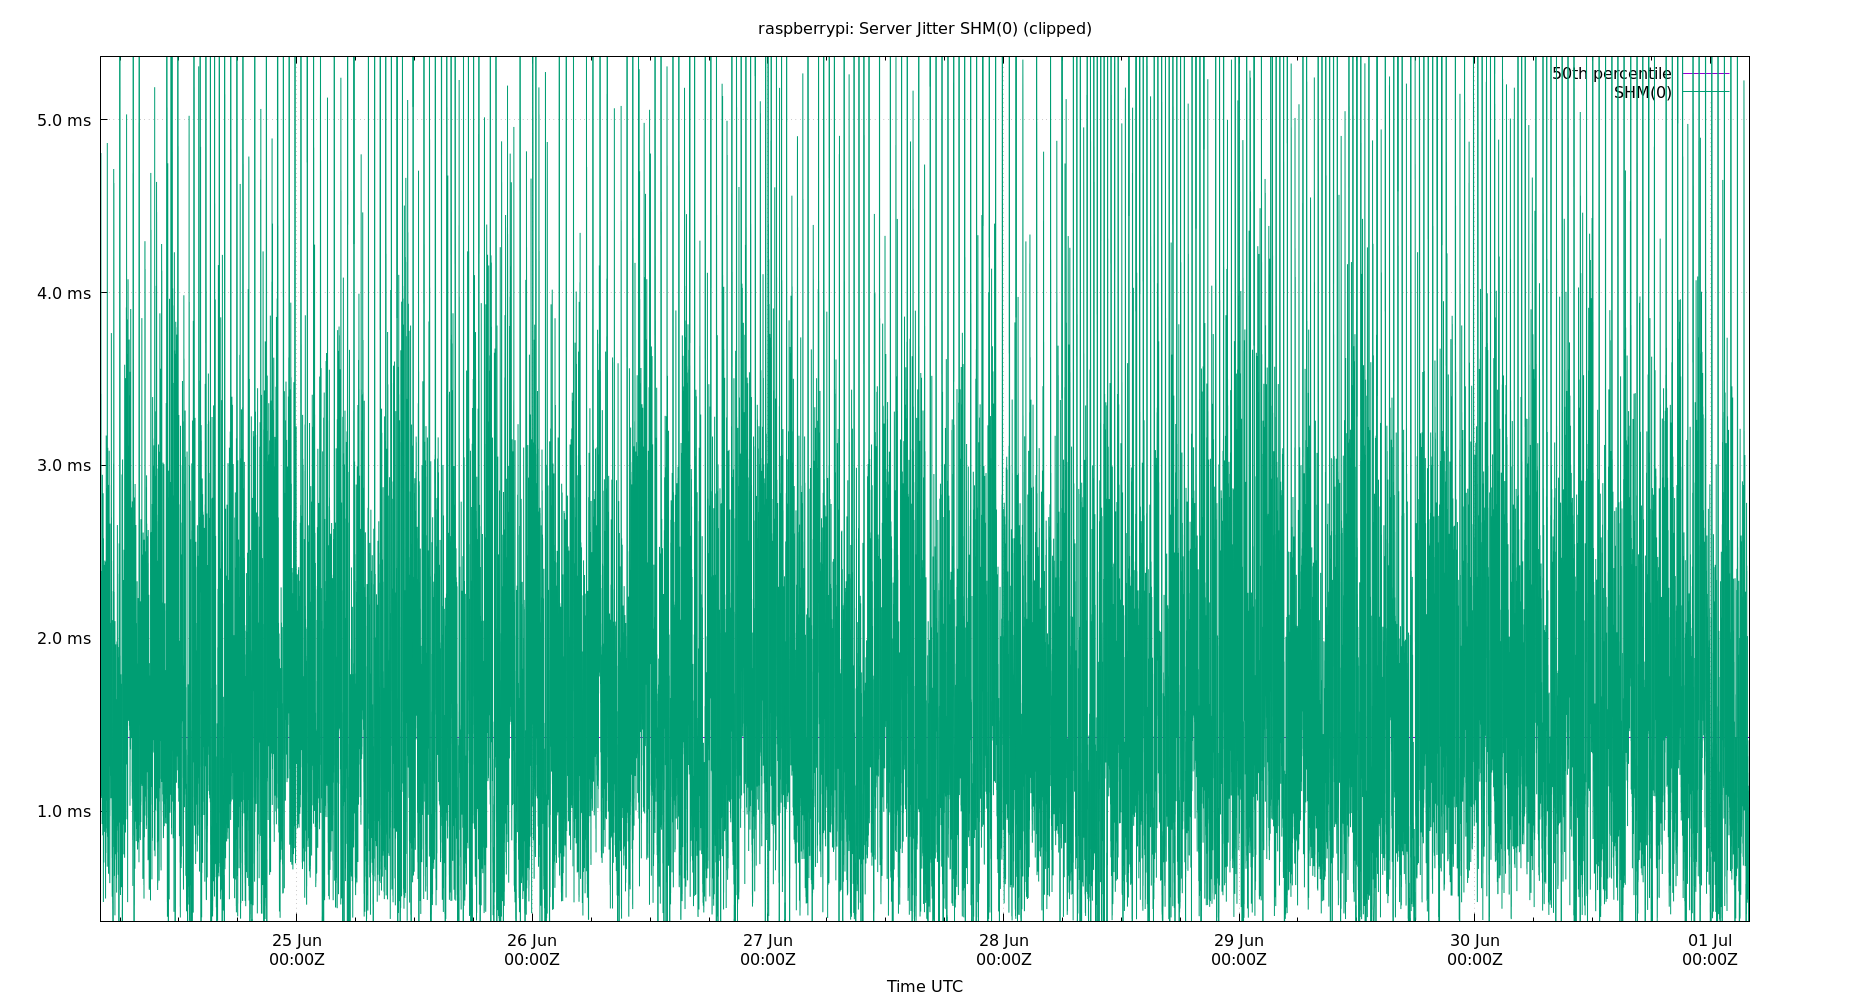 raspberrypi: Server Jitter SHM(0) (clipped)
50th percentile
SHM(0)
5.0 ms
4.0 ms
3.0 ms
2.0 ms
1.0 ms
25 Jun 26 Jun 27 Jun 28 Jun 29 Jun 30 Jun 01 Jul
00:00Z 00:00Z 00:00Z 00:00Z 00:00Z 00:00Z 00:00Z
Time UTC